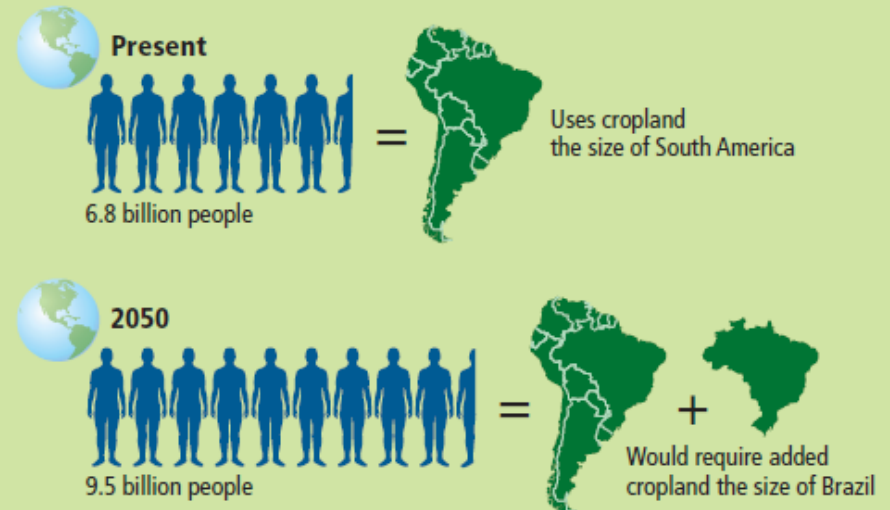 Present
=
Uses cropland
the size of South America
6.8 billion people
2050
=
+
Would require added
cropland the size of Brazil
9.5 billion people